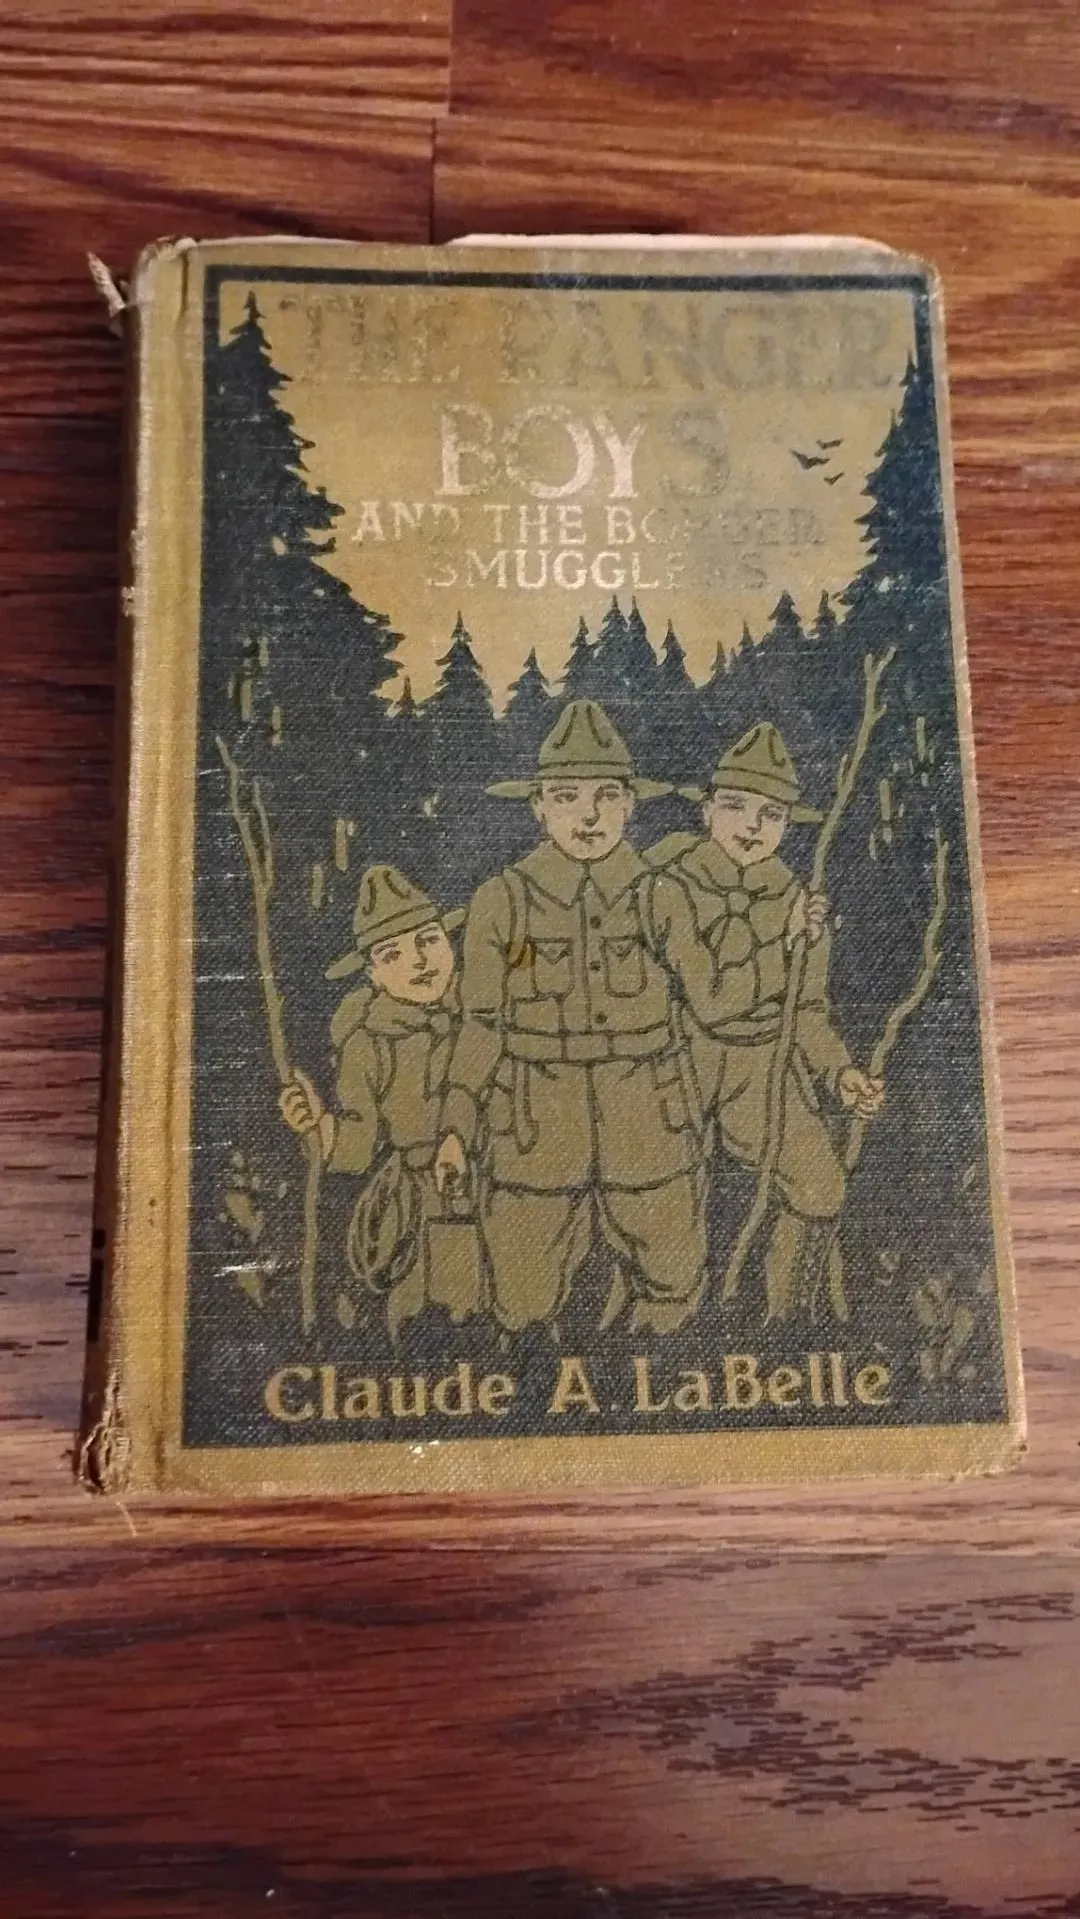 THE RANGER
BOYS
AND THE BORDER
SMUGGLERS
Claude A. LaBelle